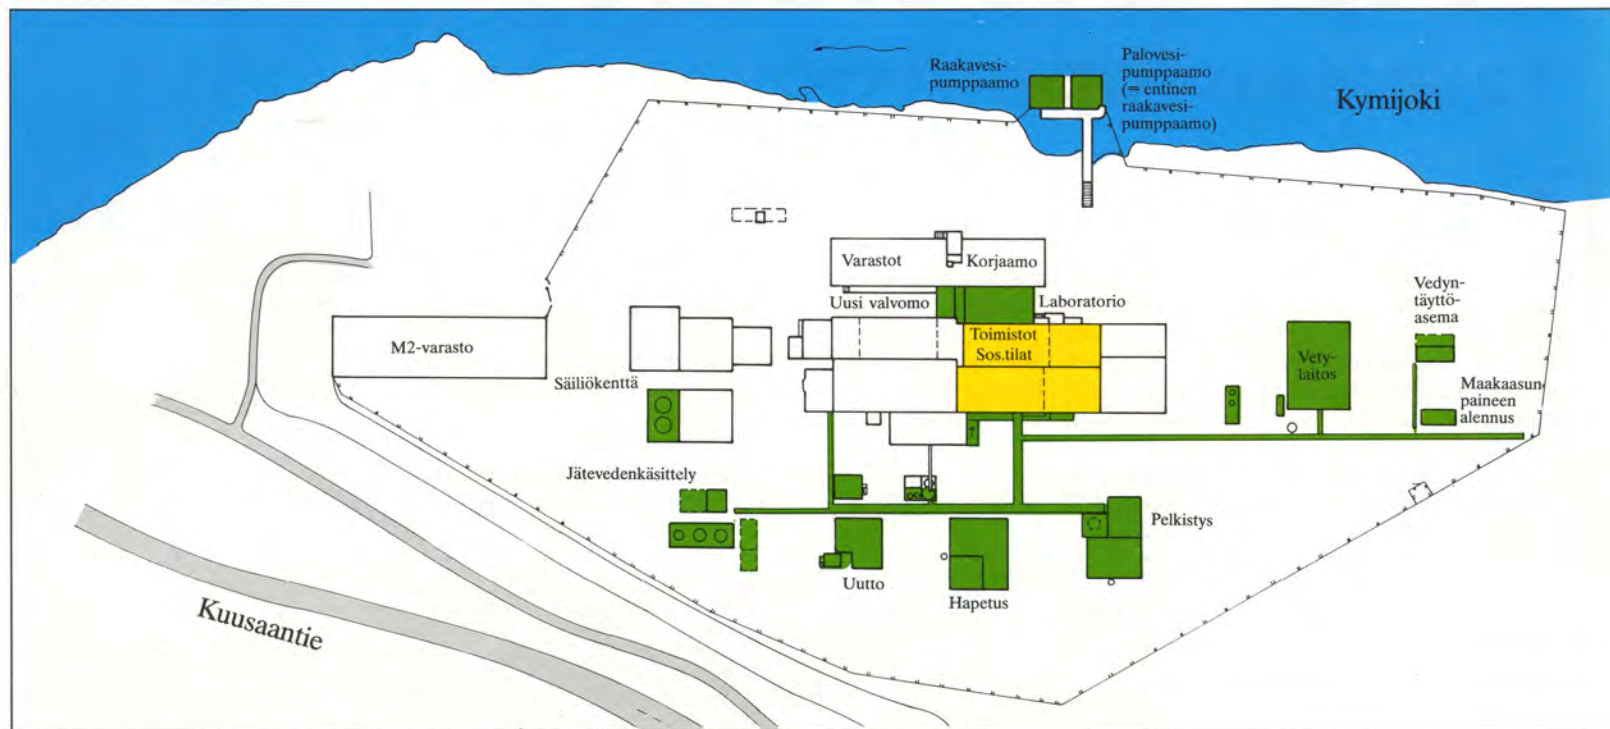 Raakavesi-
pumppaamo
Palovesi-
pumppaamo
(= entinen
raakavesi-
pumppaamo)
Kymijoki
Varastot
Korjaamo
Uusi valvomo
Laboratorio
Vedyn-
täyttö-
asema
M2-varasto
Toimistot
Sos.tilat
Vety-
laitos
Säiliökenttä
Maakaasun
paineen
alennus
Jätevedenkäsittely
Pelkistys
Uutto
Hapetus
Kuusaantie